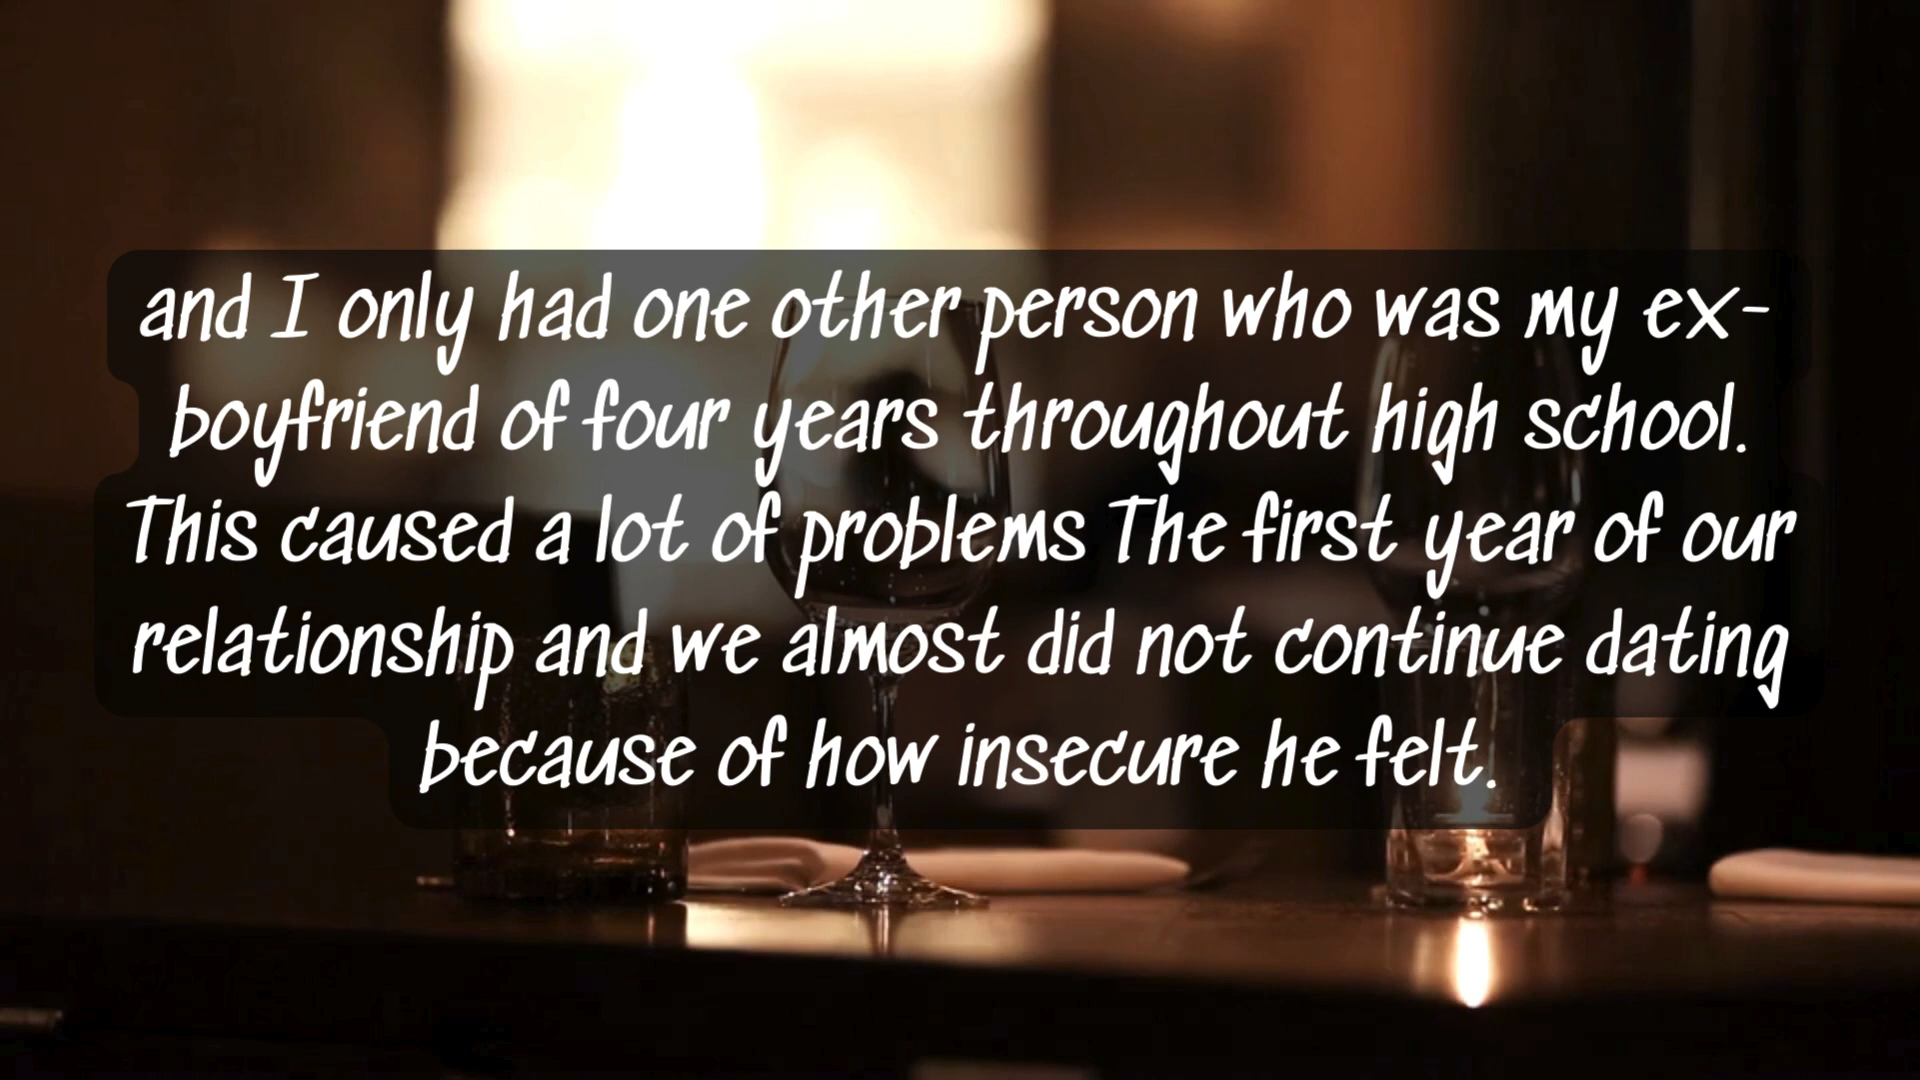 and I only had one other person who was my ex-
boyfriend of four years throughout high school.
This caused a lot of problems The first year of our
relationship and we almost did not continue dating
because of how insecure he felt.